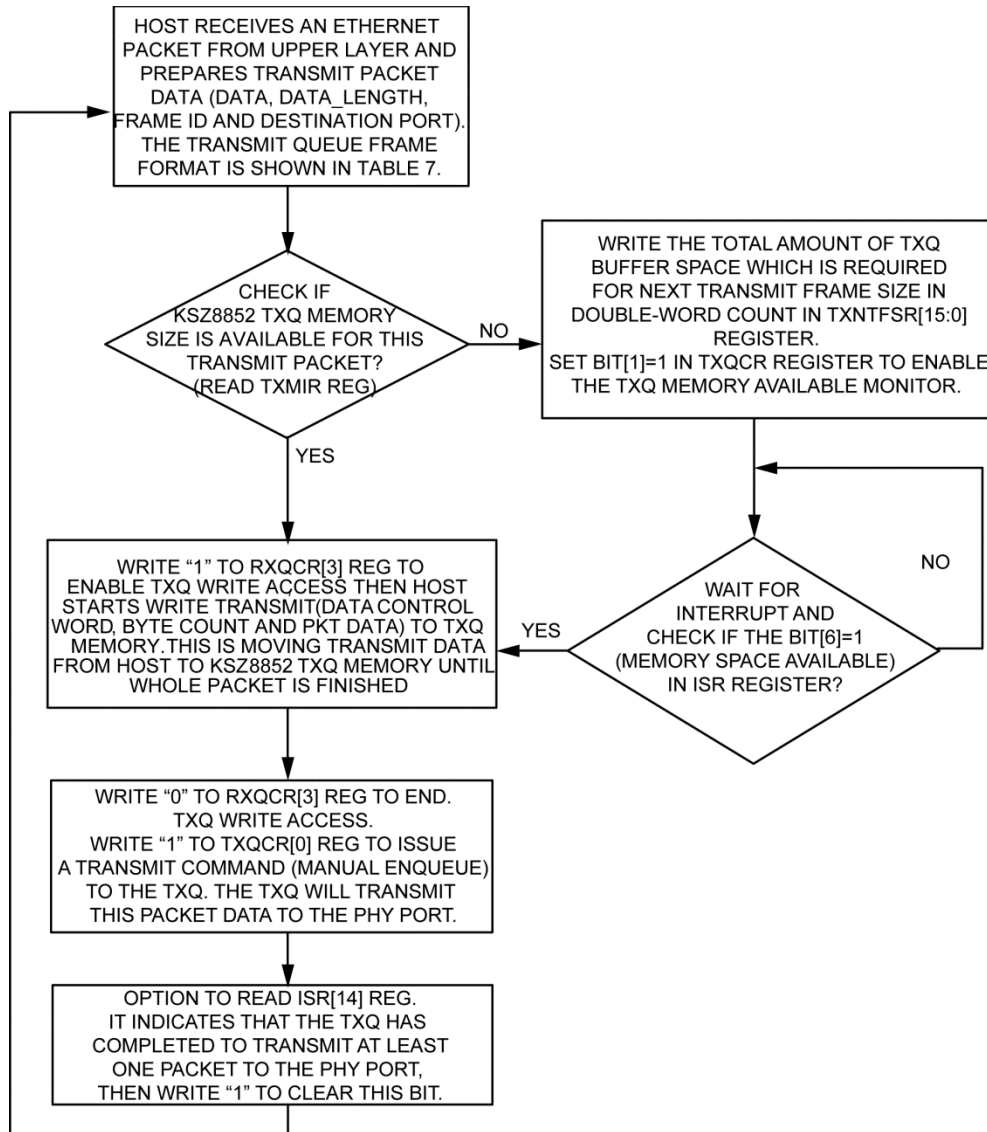 HOST RECEIVES AN ETHERNET
PACKET FROM UPPER LAYER AND
PREPARES TRANSMIT PACKET
DATA (DATA, DATA_LENGTH,
FRAME ID AND DESTINATION PORT).
THE TRANSMIT QUEUE FRAME
FORMAT IS SHOWN IN TABLE 7.
CHECK IF
KSZ8852 TXQ MEMORY
SIZE IS AVAILABLE FOR THIS
TRANSMIT PACKET?
(READ TXMIR REG)
NO
WRITE THE TOTAL AMOUNT OF TXQ
BUFFER SPACE WHICH IS REQUIRED
FOR NEXT TRANSMIT FRAME SIZE IN
DOUBLE-WORD COUNT IN TXNTFSR[15:0]
REGISTER.
SET BIT[1]=1 IN TXQCR REGISTER TO ENABLE
THE TXQ MEMORY AVAILABLE MONITOR.
YES
WAIT FOR
INTERRUPT AND
CHECK IF THE BIT[6]=1
(MEMORY SPACE AVAILABLE)
IN ISR REGISTER?
NO
YES
WRITE “1” TO RXQCR[3] REG TO
ENABLE TXQ WRITE ACCESS THEN HOST
STARTS WRITE TRANSMIT(DATA CONTROL
WORD, BYTE COUNT AND PKT DATA) TO TXQ
MEMORY.THIS IS MOVING TRANSMIT DATA
FROM HOST TO KSZ8852 TXQ MEMORY UNTIL
WHOLE PACKET IS FINISHED
WRITE “0” TO RXQCR[3] REG TO END.
TXQ WRITE ACCESS.
WRITE “1” TO TXQCR[0] REG TO ISSUE
A TRANSMIT COMMAND (MANUAL ENQUEUE)
TO THE TXQ. THE TXQ WILL TRANSMIT
THIS PACKET DATA TO THE PHY PORT.
OPTION TO READ ISR[14] REG.
IT INDICATES THAT THE TXQ HAS
COMPLETED TO TRANSMIT AT LEAST
ONE PACKET TO THE PHY PORT,
THEN WRITE “1” TO CLEAR THIS BIT.